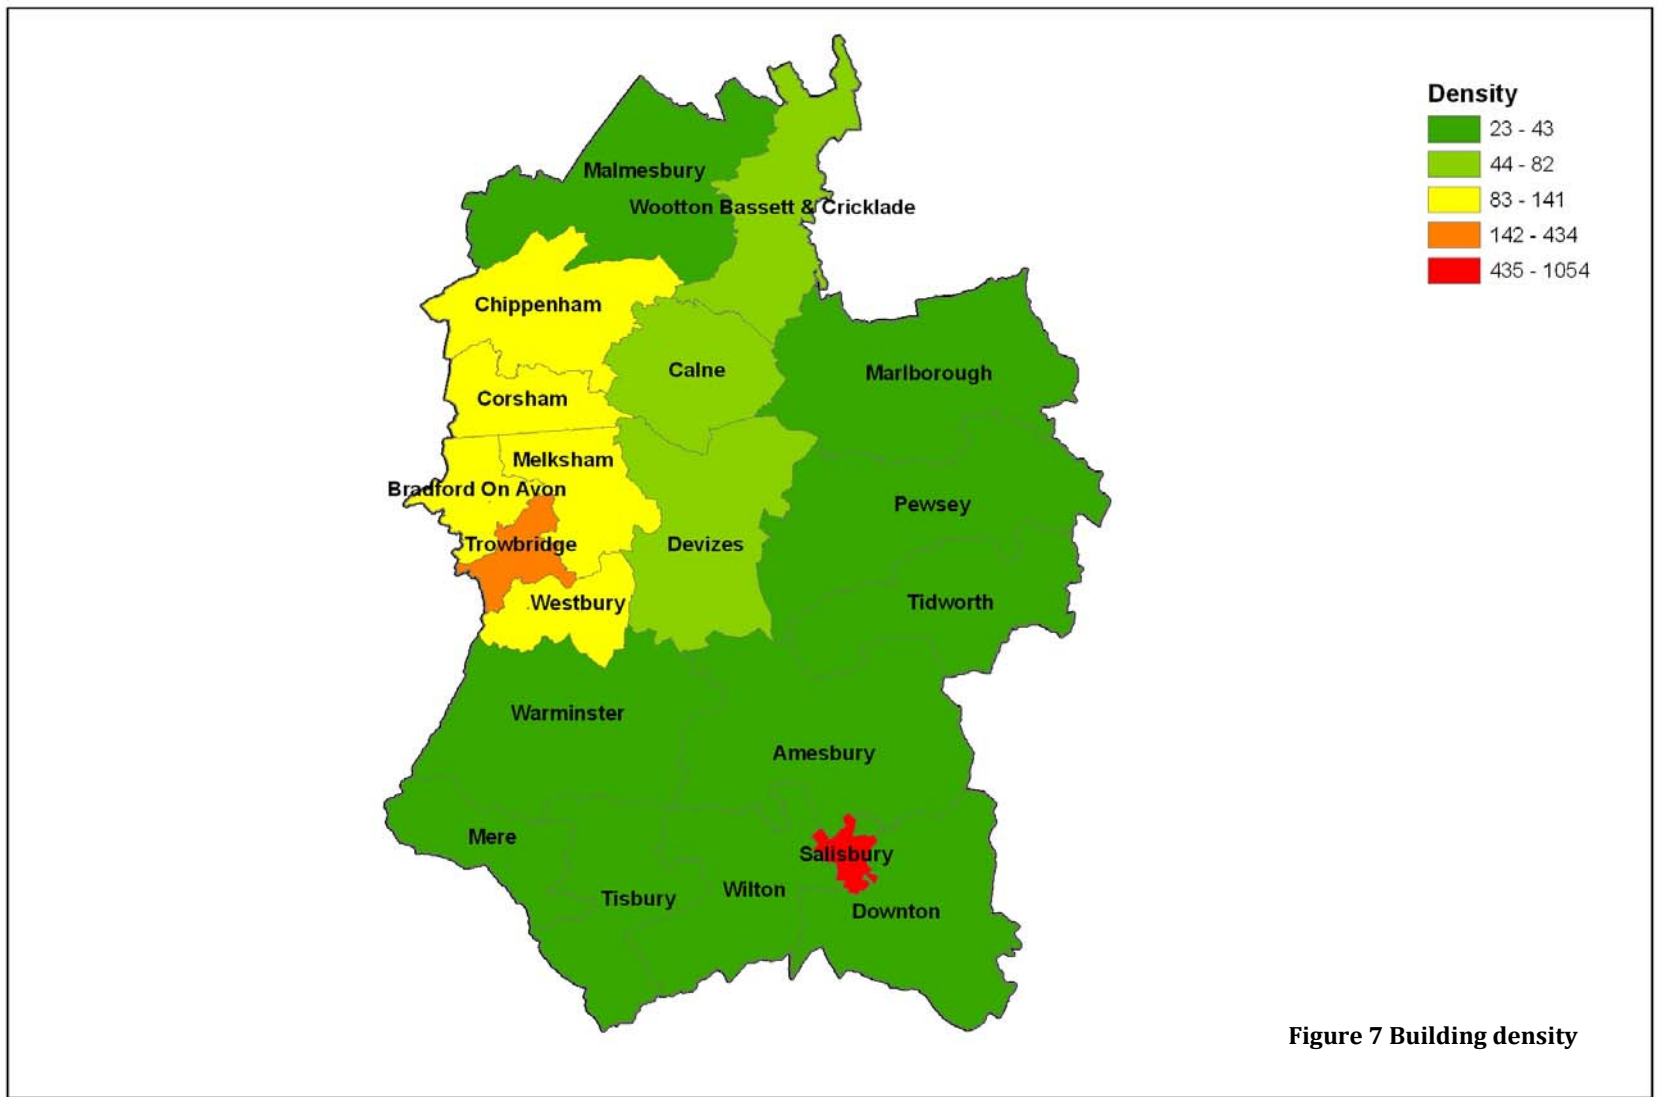 Density
23 - 43
44 - 82
83 - 141
142 - 434
435 - 1054
Malmesbury
Wootton Bassett & Cricklade
Chippenham
Calne
Marlborough
Corsham
Melksham
Bradford On Avon
Pewsey
Trowbridge
Devizes
Westbury
Tidworth
Warminster
Amesbury
Mere
Salisbury
Wilton
Tisbury
Downton
Figure 7 Building density